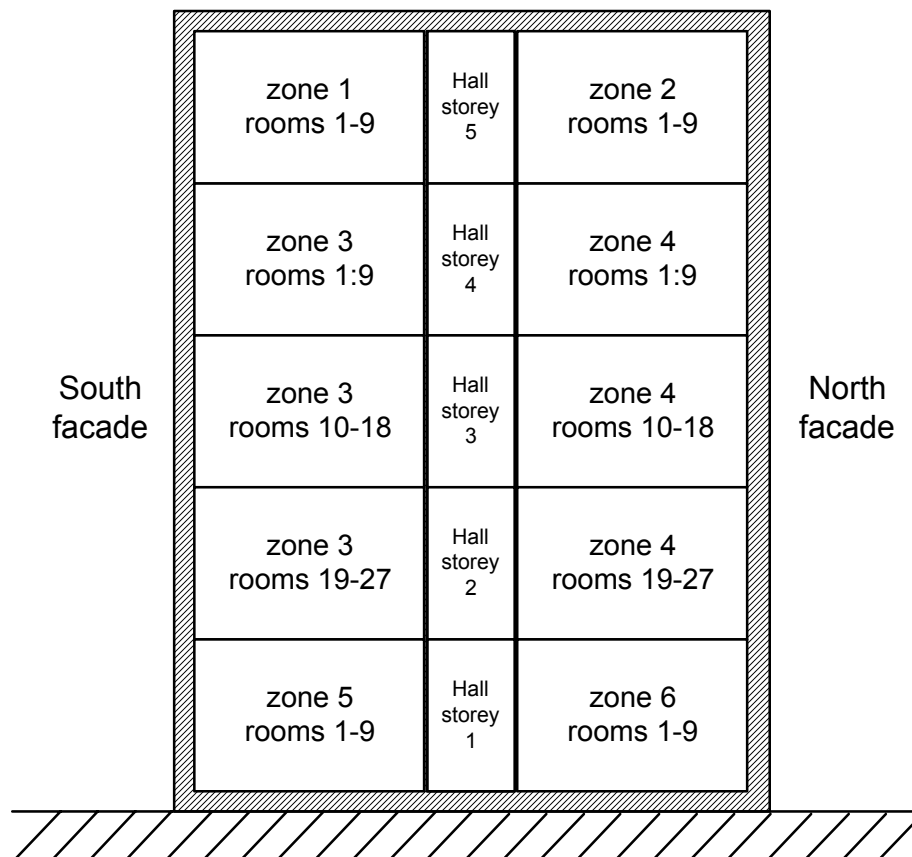 zone 1
rooms 1-9
Hall
storey
5
zone 2
rooms 1-9
zone 3
rooms 1:9
Hall
storey
4
zone 4
rooms 1:9
South
facade
zone 3
rooms 10-18
Hall
storey
3
zone 4
rooms 10-18
North
facade
zone 3
rooms 19-27
Hall
storey
2
zone 4
rooms 19-27
zone 5
rooms 1-9
Hall
storey
1
zone 6
rooms 1-9